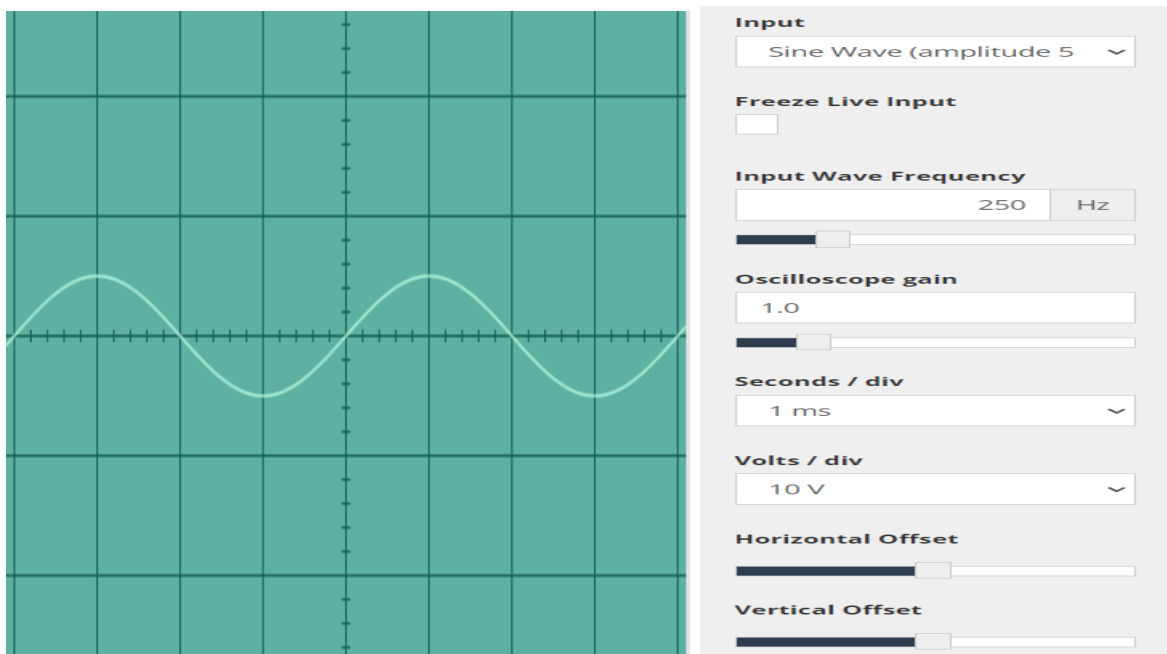 Input
Sine Wave (amplitude 5
Freeze Live Input
Input Wave Frequency
250 Hz
Oscilloscope gain
1.0
Seconds / div
1 ms
Volts / div
10 V
Horizontal Offset
Vertical Offset